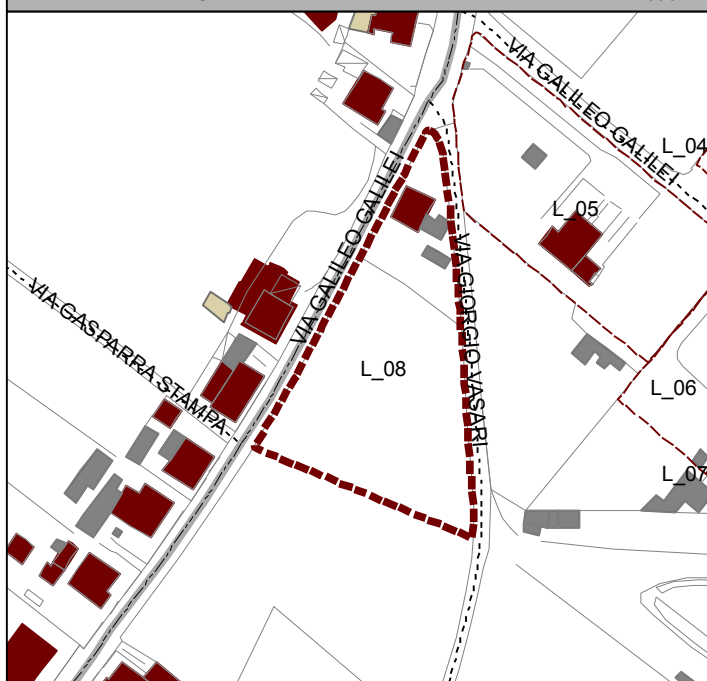 VIA GALILEO GALILEI
L_04
L_05
VIA GALILEO GALILEI
VIA GIORGIO VASARI
VIA GASPARRA STAMPA
L_08
L_06
L_07